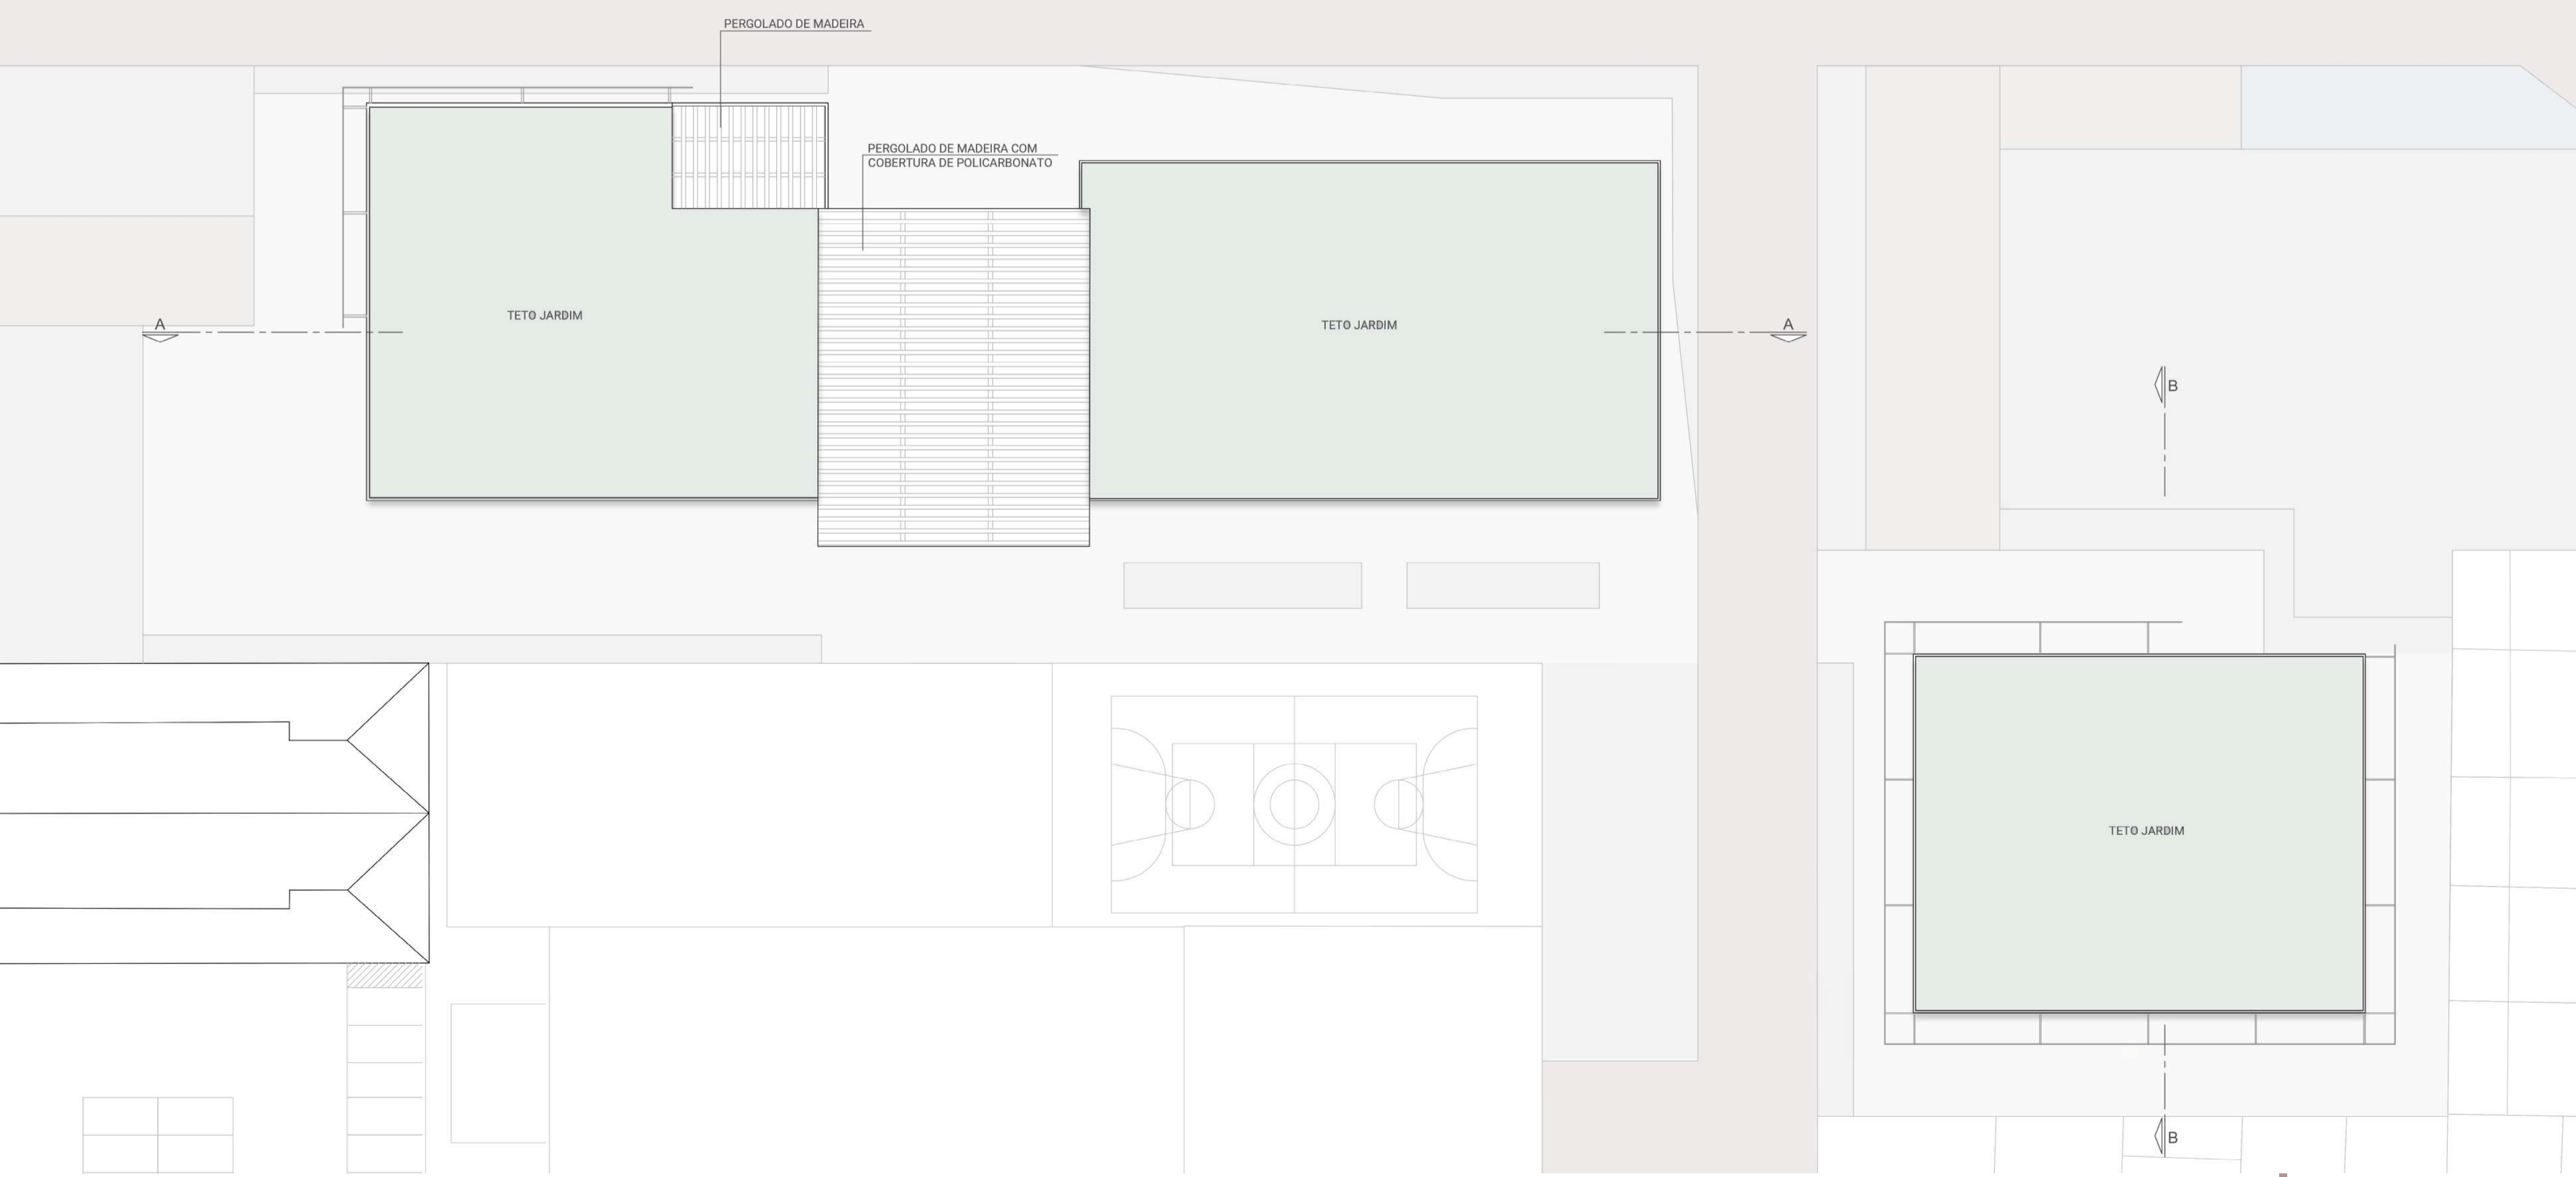 PERGOLADO DE MADEIRA
PERGOLADO DE MADEIRA COM
COBERTURA DE POLICARBONATO
TETO JARDIM
TETO JARDIM
A
A
B
TETO JARDIM
B